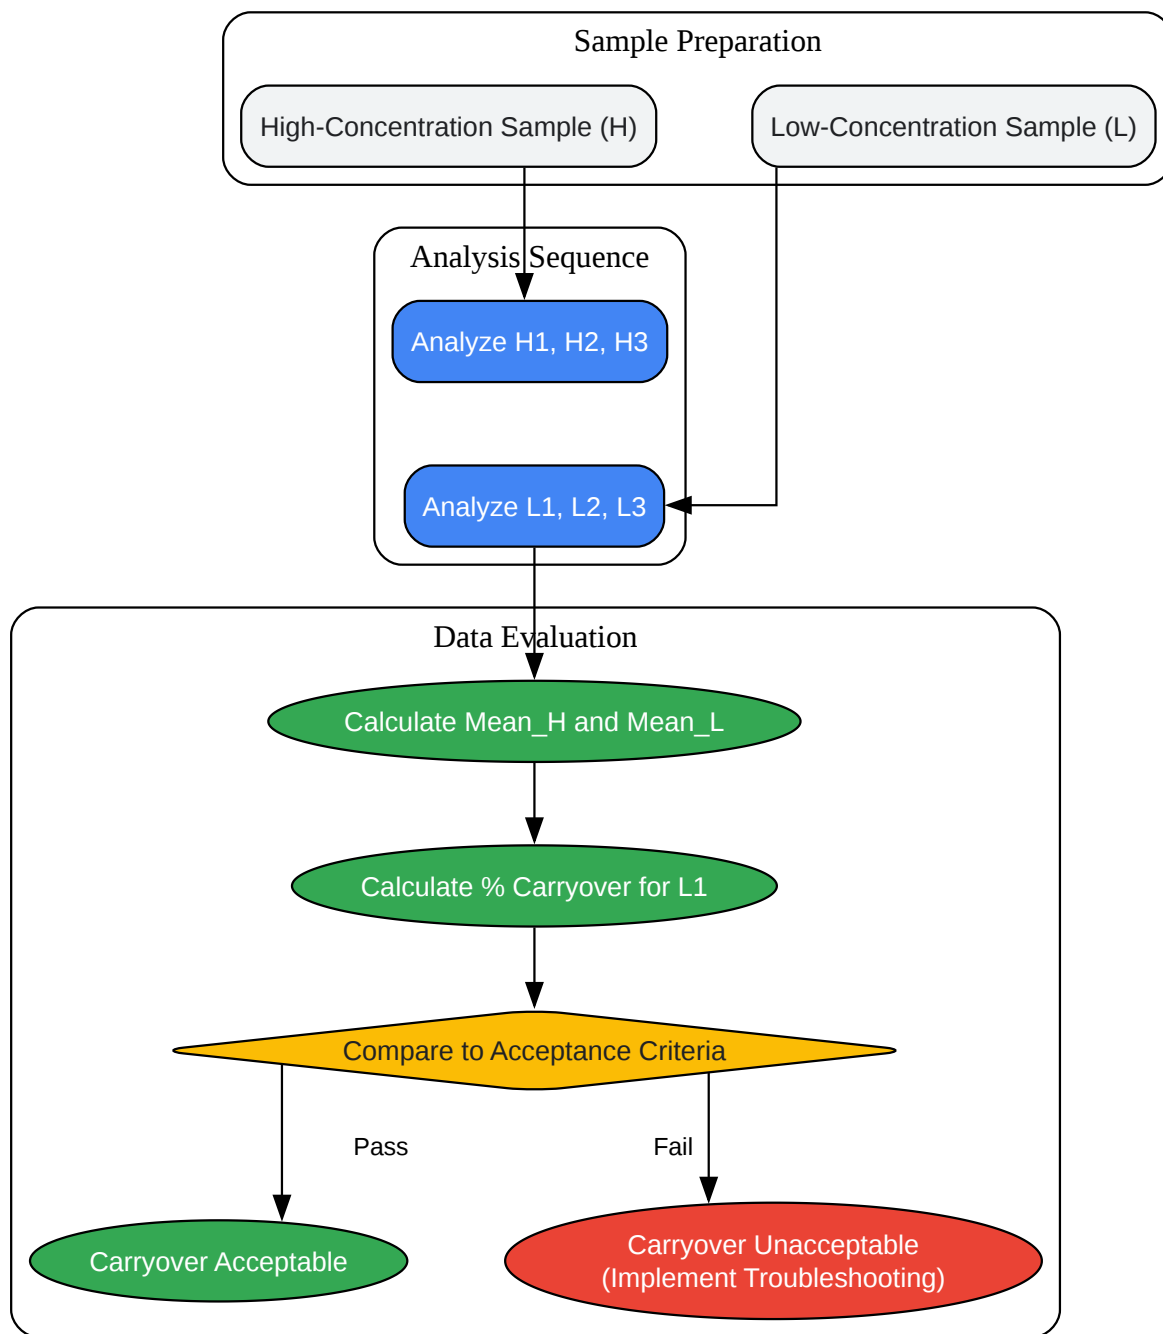 Sample Preparation
High-Concentration Sample (H)
Low-Concentration Sample (L)
Analysis Sequence
Analyze H1, H2, H3
Analyze L1, L2, L3
Data Evaluation
Calculate Mean_H and Mean_L
Calculate % Carryover for L1
Compare to Acceptance Criteria
Pass
Fail
Carryover Acceptable
Carryover Unacceptable
(Implement Troubleshooting)